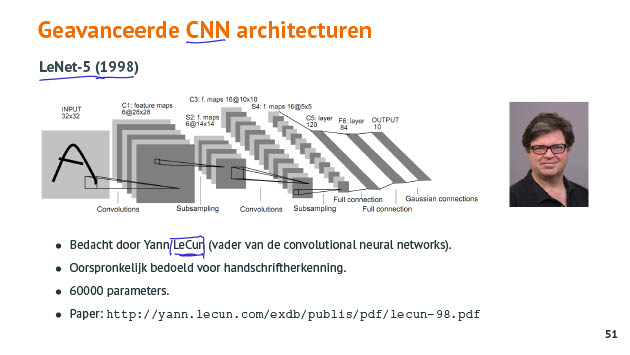 Geavanceerde CNN architecturen
LeNet-5 (1998)
INPUT
32x32
C1: feature maps
6@28x28
S2: f. maps
6@14x14
C3: f. maps 16@10x10
S4: f. maps 16@5x5
C5: layer
120
F6: layer
84
OUTPUT
10
A
Convolutions
Subsampling
Convolutions
Subsampling
Full connection
Full connection
Gaussian connections
• Bedacht door Yann LeCun (vader van de convolutional neural networks).
• Oorspronkelijk bedoeld voor handschriftherkenning.
• 60000 parameters.
• Paper: http://yann.lecun.com/exdb/publis/pdf/lecun-98.pdf
51